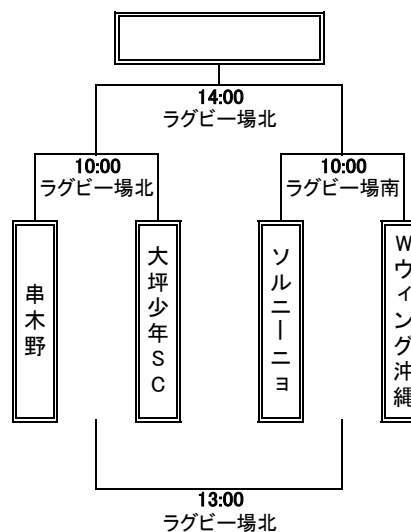 14:00
ラグビー場北
10:00
ラグビー場北
10:00
ラグビー場南
串木野
大坪少年SC
ソルニーニョ
Wウィング沖縄
13:00
ラグビー場北